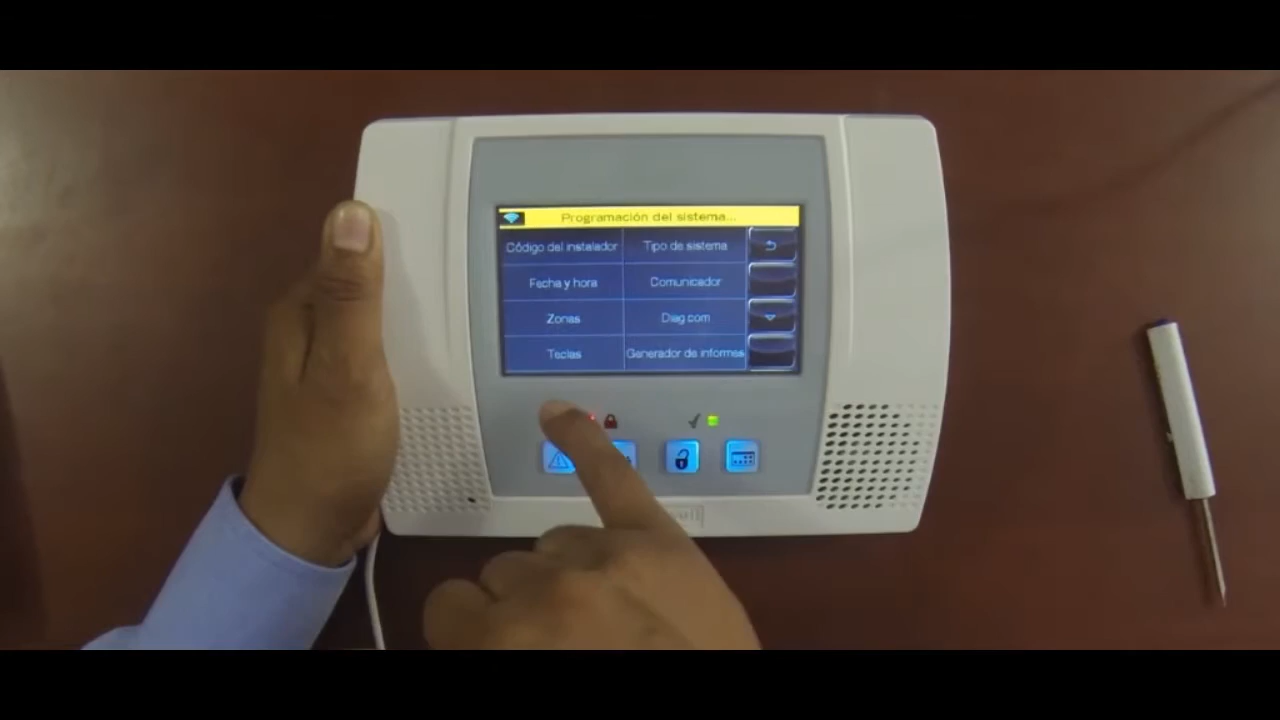 Programación del sistema...
Código del instalador Tipo de sistema
Fecha y hora Comunicador
Zonas Diag.com
Teclas Generador de informes